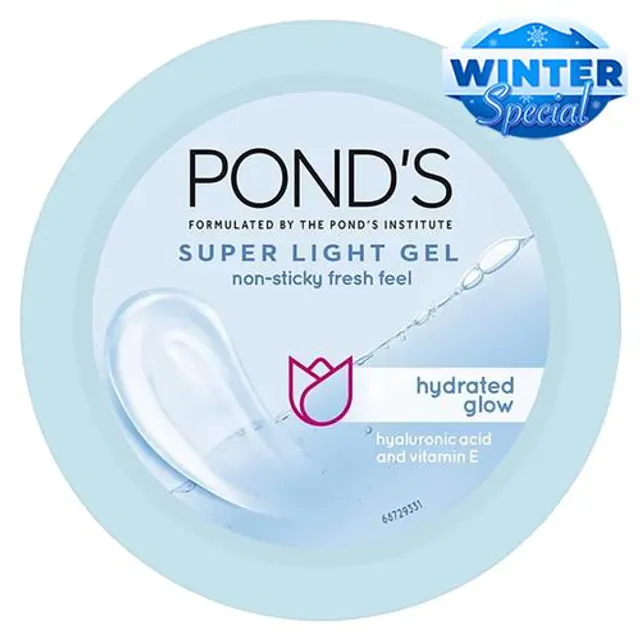 WINTER
Special
POND'S
FORMULATED BY THE POND'S INSTITUTE
SUPER LIGHT GEL
non-sticky fresh feel
hydrated
glow
hyaluronic acid
and vitamin E
68729331